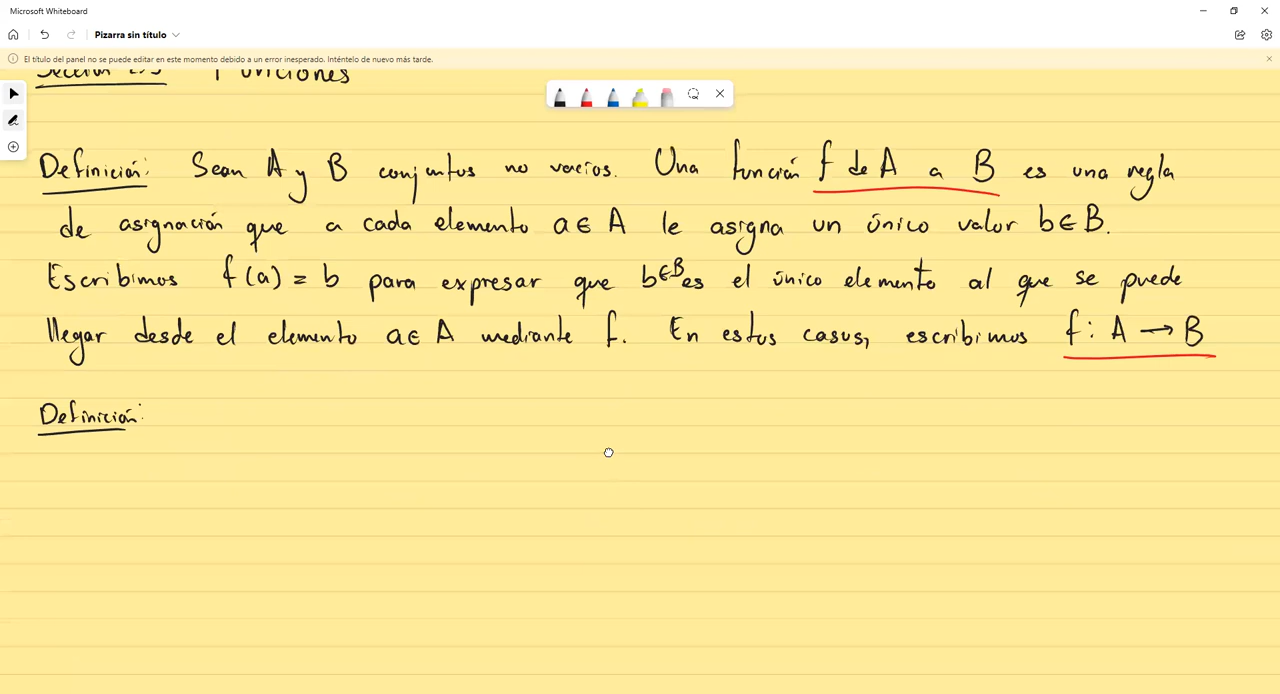 Microsoft Whiteboard
Pizarra sin título
El título del panel no se puede editar en este momento debido a un error inesperado. Inténtelo de nuevo más tarde.
Funciones
Definición: Sean A y B conjuntos no vacíos. Una función f de A a B es una regla
de asignación que a cada elemento a ∈ A le asigna un único valor b ∈ B.
Escribimos f(a) = b para expresar que b ∈ B es el único elemento al que se puede
llegar desde el elemento a ∈ A mediante f. En estos casos, escribimos f: A → B
Definición: